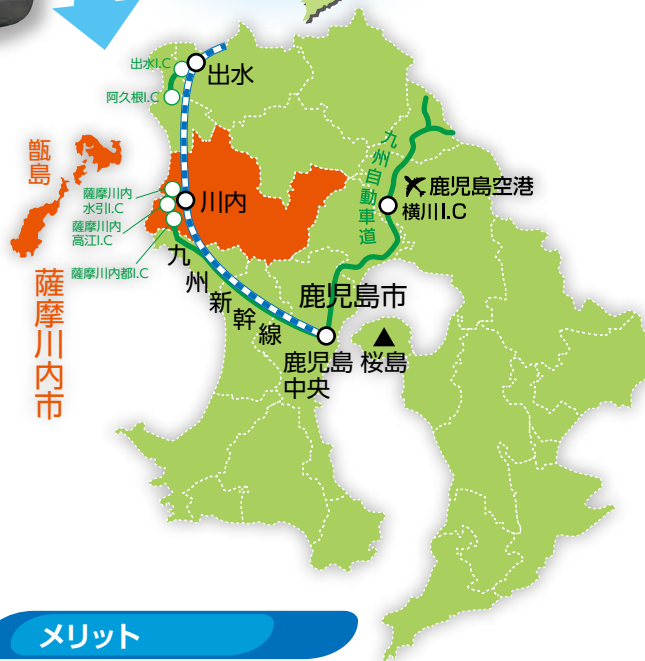 出水I.C
出水
阿久根I.C
甑島
薩摩川内
水引I.C
川内
薩摩川内
高江I.C
薩摩川内都I.C
薩摩川内市
九州自動車道
鹿児島空港
横川I.C
九州新幹線
鹿児島市
鹿児島
中央
桜島
メリット